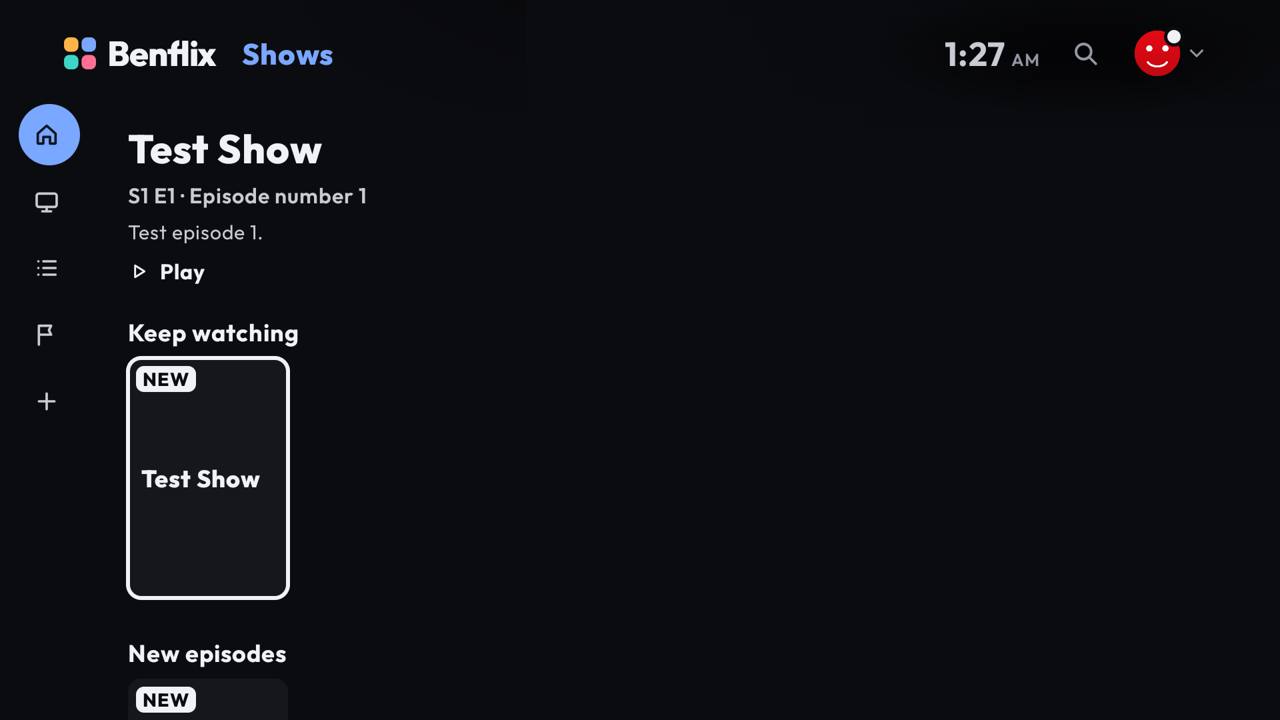 Benflix
Shows
1:27 AM
Test Show
S1 E1 · Episode number 1
Test episode 1.
Play
Keep watching
NEW
Test Show
New episodes
NEW